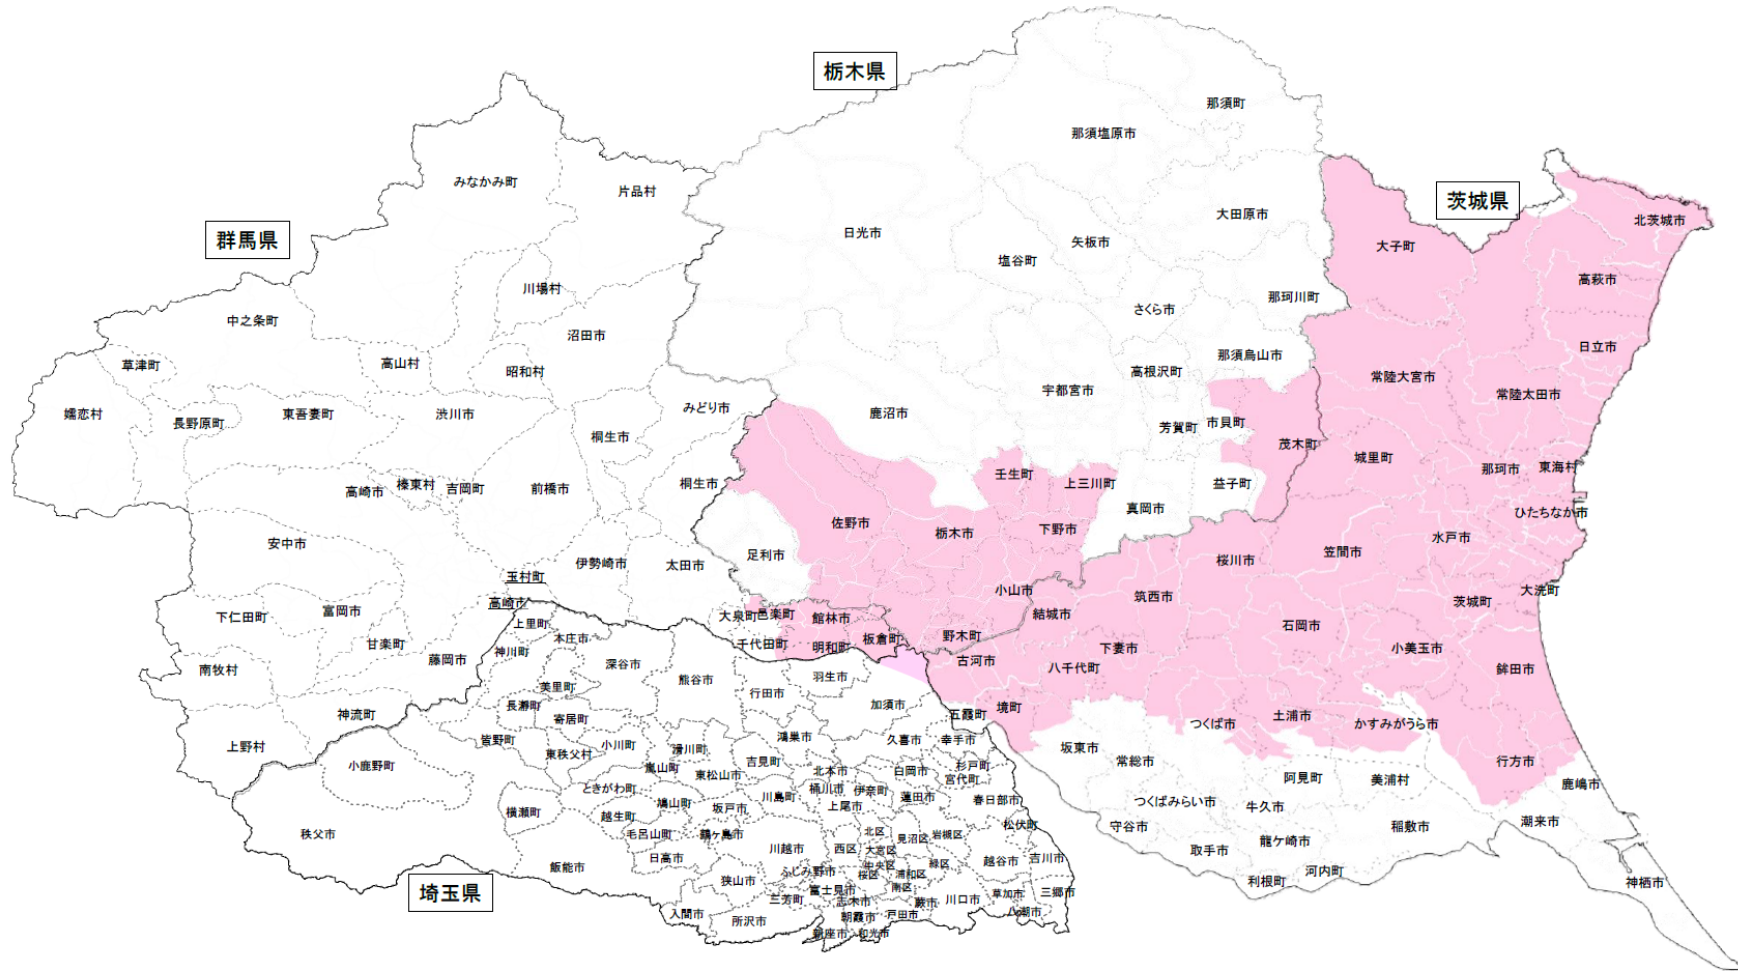 栃木県
群馬県
茨城県
埼玉県
みなかみ町
片品村
川場村
中之条町
沼田市
草津町
高山村
昭和村
嬬恋村
長野原町
東吾妻町
渋川市
みどり市
桐生市
高崎市
榛東村
吉岡町
前橋市
桐生市
安中市
伊勢崎市
太田市
玉村町
高崎市
下仁田町
富岡市
甘楽町
藤岡市
南牧村
神流町
上野村
大泉町
邑楽町
館林市
千代田町
明和町
板倉町
那須町
那須塩原市
大田原市
日光市
矢板市
塩谷町
那珂川町
さくら市
那須烏山市
高根沢町
宇都宮市
鹿沼市
芳賀町
市貝町
茂木町
壬生町
上三川町
益子町
真岡市
佐野市
栃木市
下野市
足利市
小山市
野木町
北茨城市
大子町
高萩市
日立市
常陸大宮市
常陸太田市
城里町
那珂市
東海村
ひたちなか市
水戸市
笠間市
桜川市
筑西市
結城市
大洗町
茨城町
石岡市
小美玉市
鉾田市
下妻市
八千代町
古河市
境町
五霞町
つくば市
土浦市
かすみがうら市
行方市
坂東市
常総市
阿見町
美浦村
鹿嶋市
つくばみらい市
牛久市
稲敷市
潮来市
守谷市
取手市
龍ケ崎市
利根町
河内町
神栖市
上里町
本庄市
神川町
深谷市
熊谷市
美里町
行田市
羽生市
加須市
長瀞町
寄居町
皆野町
東秩父村
小川町
滑川町
嵐山町
東松山市
吉見町
鴻巣市
久喜市
幸手市
小鹿野町
ときがわ町
鳩山町
坂戸市
川島町
北本市
桶川市
伊奈町
上尾市
白岡市
杉戸町
宮代町
蓮田市
春日部市
松伏町
横瀬町
越生町
毛呂山町
鶴ヶ島市
秩父市
飯能市
日高市
川越市
西区
北区
見沼区
岩槻区
大宮区
中央区
緑区
桜区
浦和区
南区
越谷市
吉川市
狭山市
ふじみ野市
富士見市
三芳町
志木市
蕨市
川口市
草加市
三郷市
八潮市
入間市
所沢市
朝霞市
戸田市
新座市
和光市